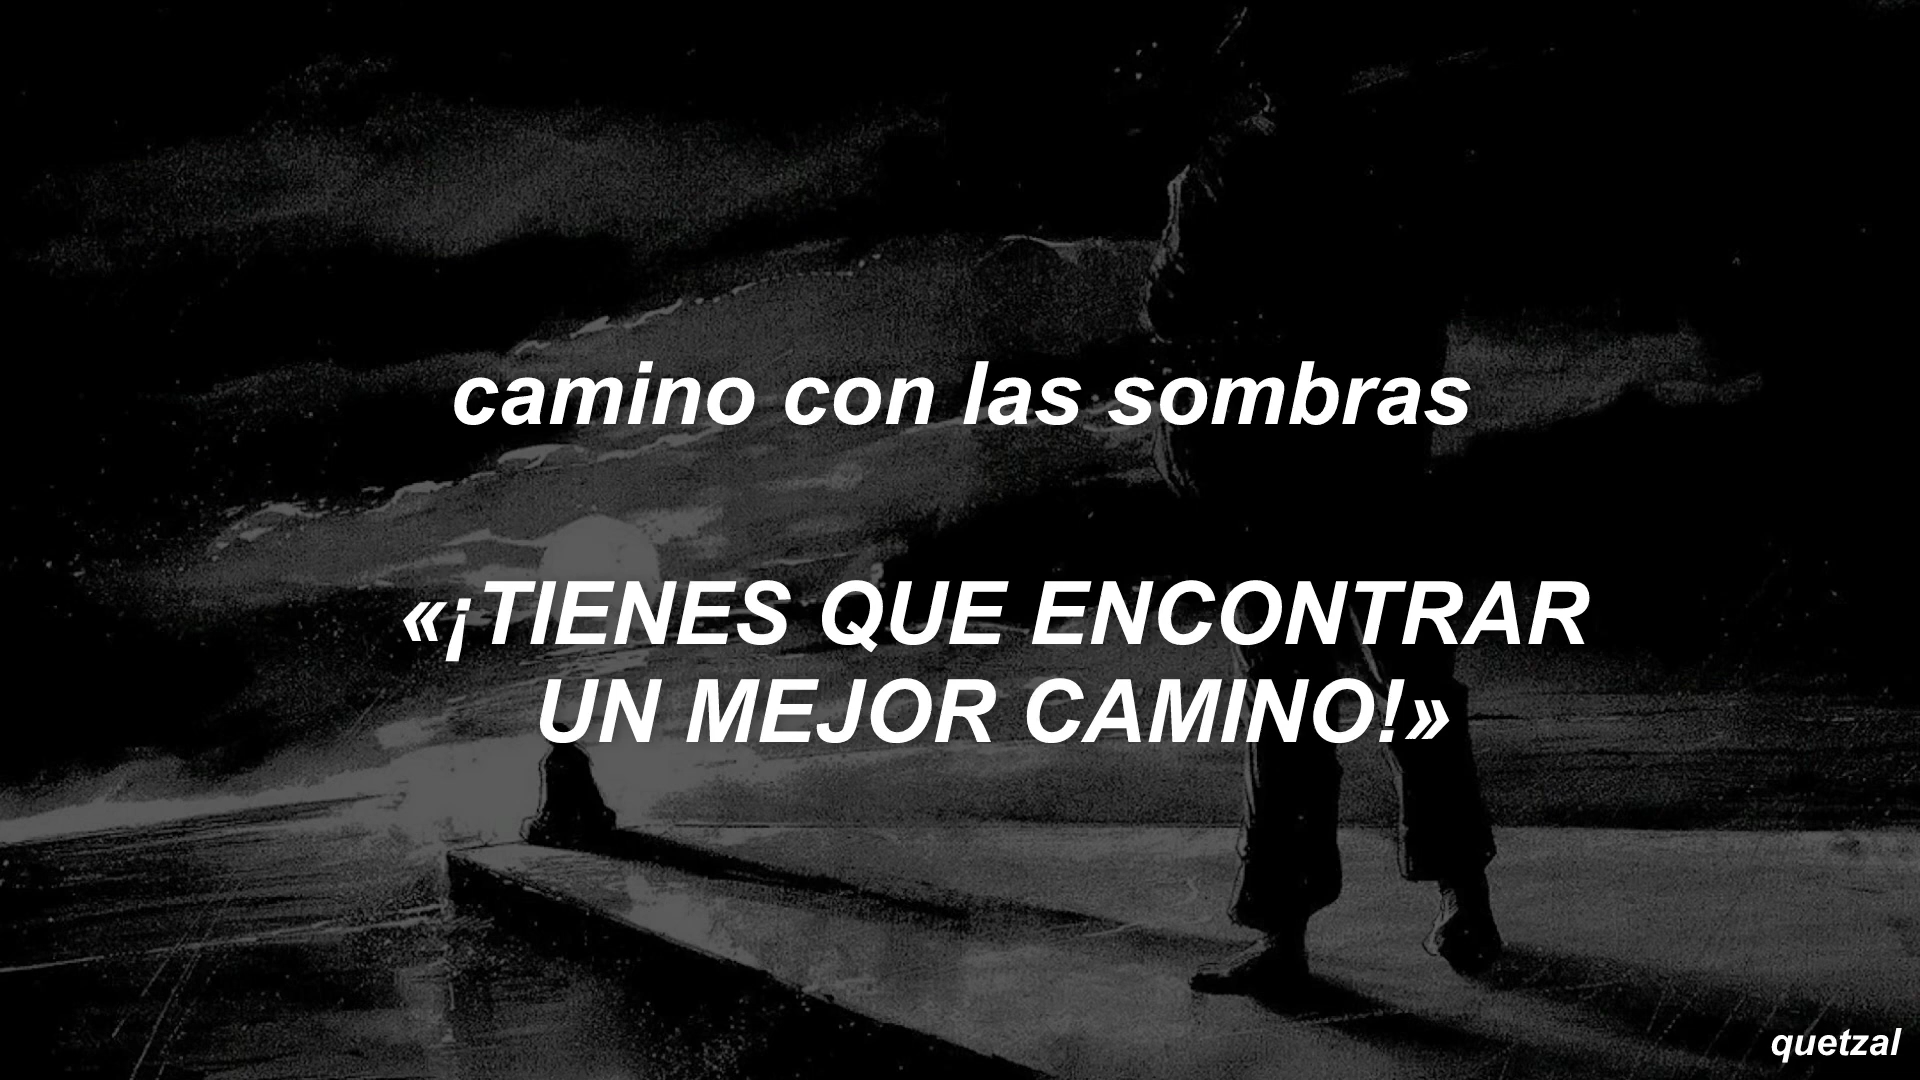 camino con las sombras
«¡TIENES QUE ENCONTRAR
UN MEJOR CAMINO!»
quetzal